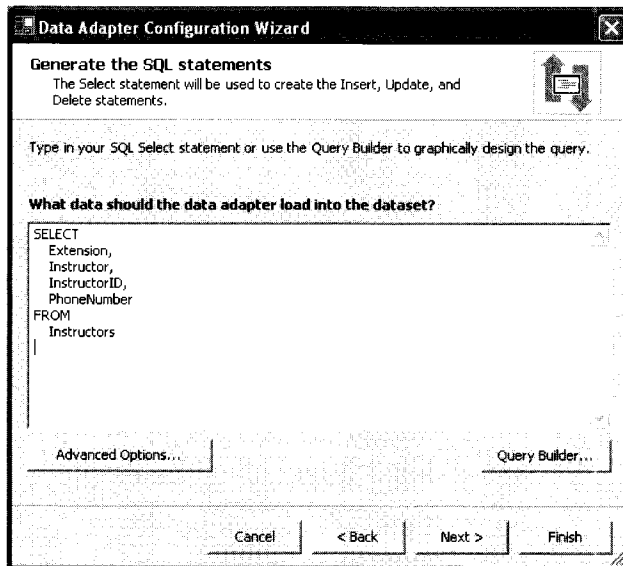 Data Adapter Configuration Wizard
Generate the SQL statements
The Select statement will be used to create the Insert, Update, and
Delete statements.
Type in your SQL Select statement or use the Query Builder to graphically design the query.
What data should the data adapter load into the dataset?
SELECT
Extension,
Instructor,
InstructorID,
PhoneNumber
FROM
Instructors
Advanced Options...
Query Builder...
Cancel
< Back
Next >
Finish